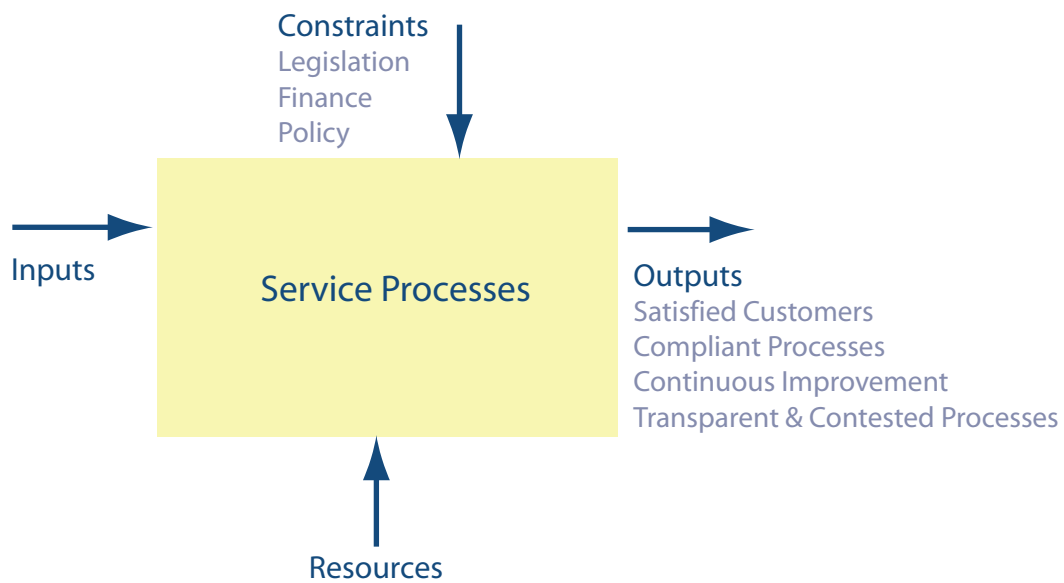 Constraints
Legislation
Finance
Policy
Inputs
Service Processes
Outputs
Satisfied Customers
Compliant Processes
Continuous Improvement
Transparent & Contested Processes
Resources